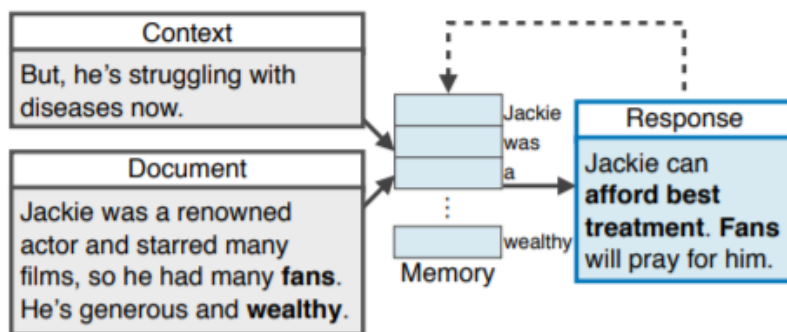 Context
But, he's struggling with
diseases now.
Document
Jackie was a renowned
actor and starred many
films, so he had many fans.
He's generous and wealthy.
Jackie
was
a
⋮
wealthy
Memory
Response
Jackie can
afford best
treatment. Fans
will pray for him.